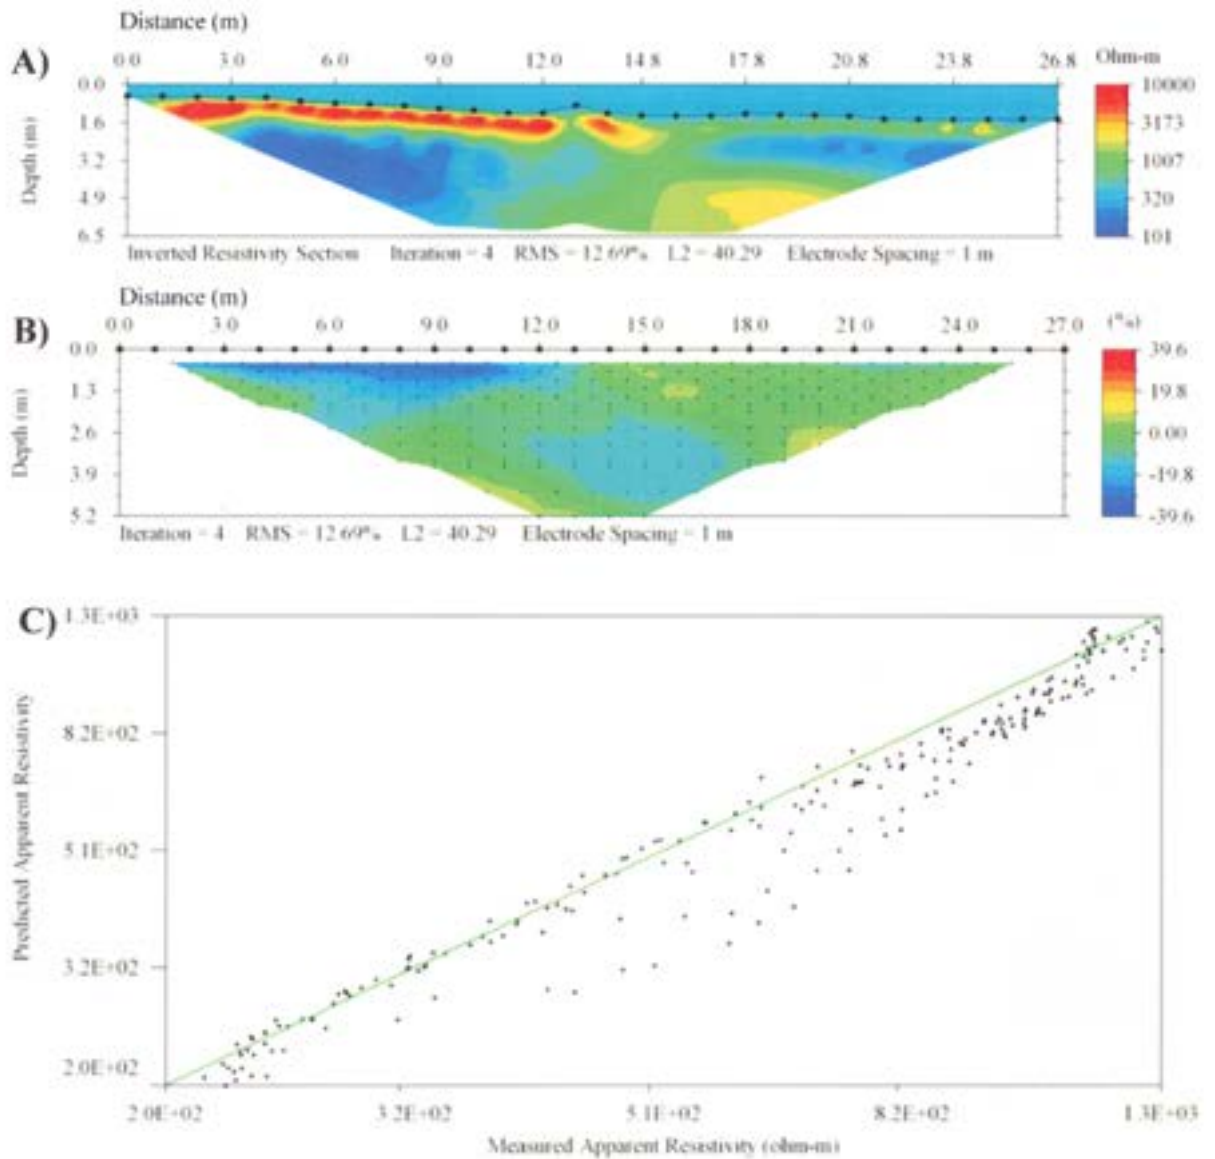 Distance (m)
A)
0.0 3.0 6.0 9.0 12.0 14.8 17.8 20.8 23.8 26.8
Ohm-m
Depth (m)
0.0
1.6
3.2
4.9
6.5
10000
3173
1007
320
101
Inverted Resistivity Section Iteration = 4 RMS = 12.69% L2 = 40.29 Electrode Spacing = 1 m
Distance (m)
B)
0.0 3.0 6.0 9.0 12.0 15.0 18.0 21.0 24.0 27.0
(%)
Depth (m)
0.0
1.3
2.6
3.9
5.2
39.6
19.8
0.00
-19.8
-39.6
Iteration = 4 RMS = 12.69% L2 = 40.29 Electrode Spacing = 1 m
C)
Predicted Apparent Resistivity
1.3E+03
8.2E+02
5.1E+02
3.2E+02
2.0E+02
2.0E+02 3.2E+02 5.1E+02 8.2E+02 1.3E+03
Measured Apparent Resistivity (ohm-m)